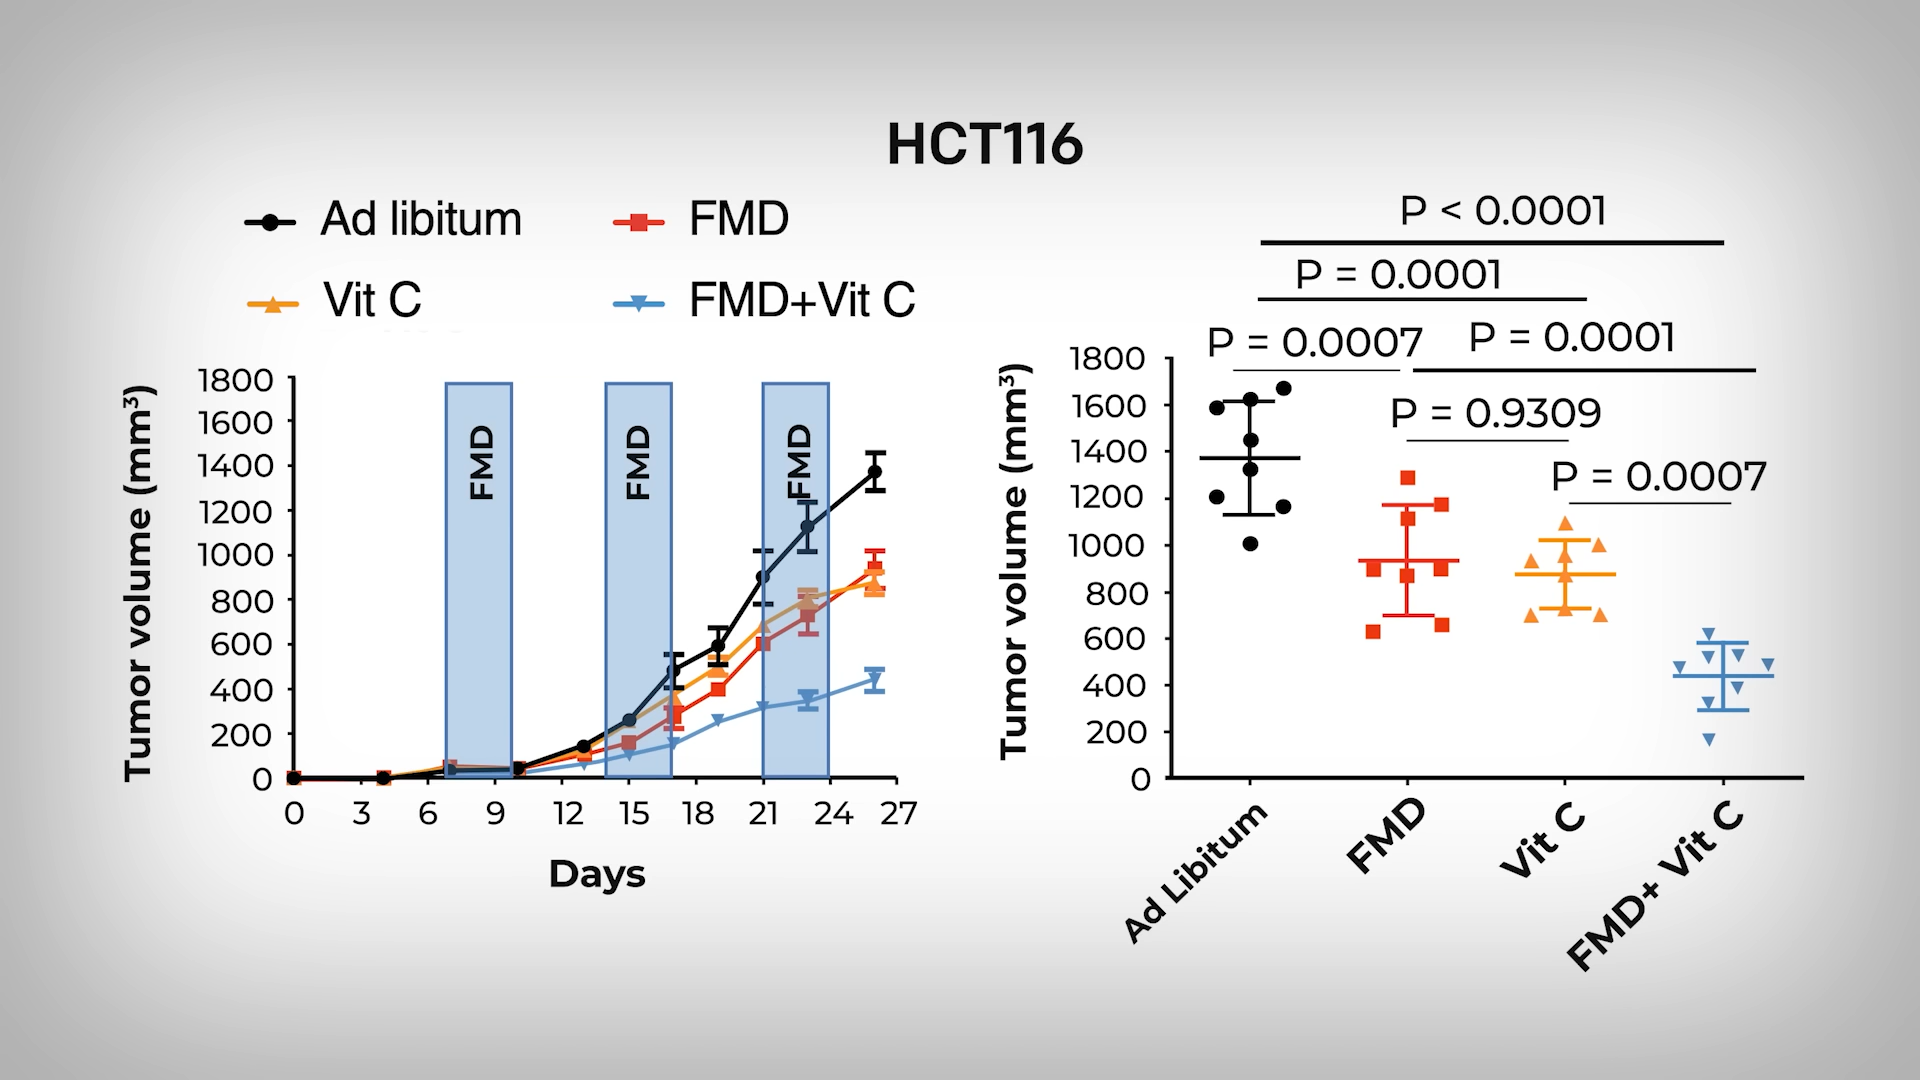 HCT116
Ad libitum
FMD
Vit C
FMD+Vit C
Tumor volume (mm³)
1800
1600
1400
1200
1000
800
600
400
200
0
FMD
FMD
FMD
0 3 6 9 12 15 18 21 24 27
Days
P < 0.0001
P = 0.0001
P = 0.0007
P = 0.0001
P = 0.9309
P = 0.0007
Tumor volume (mm³)
1800
1600
1400
1200
1000
800
600
400
200
0
Ad Libitum
FMD
Vit C
FMD+ Vit C